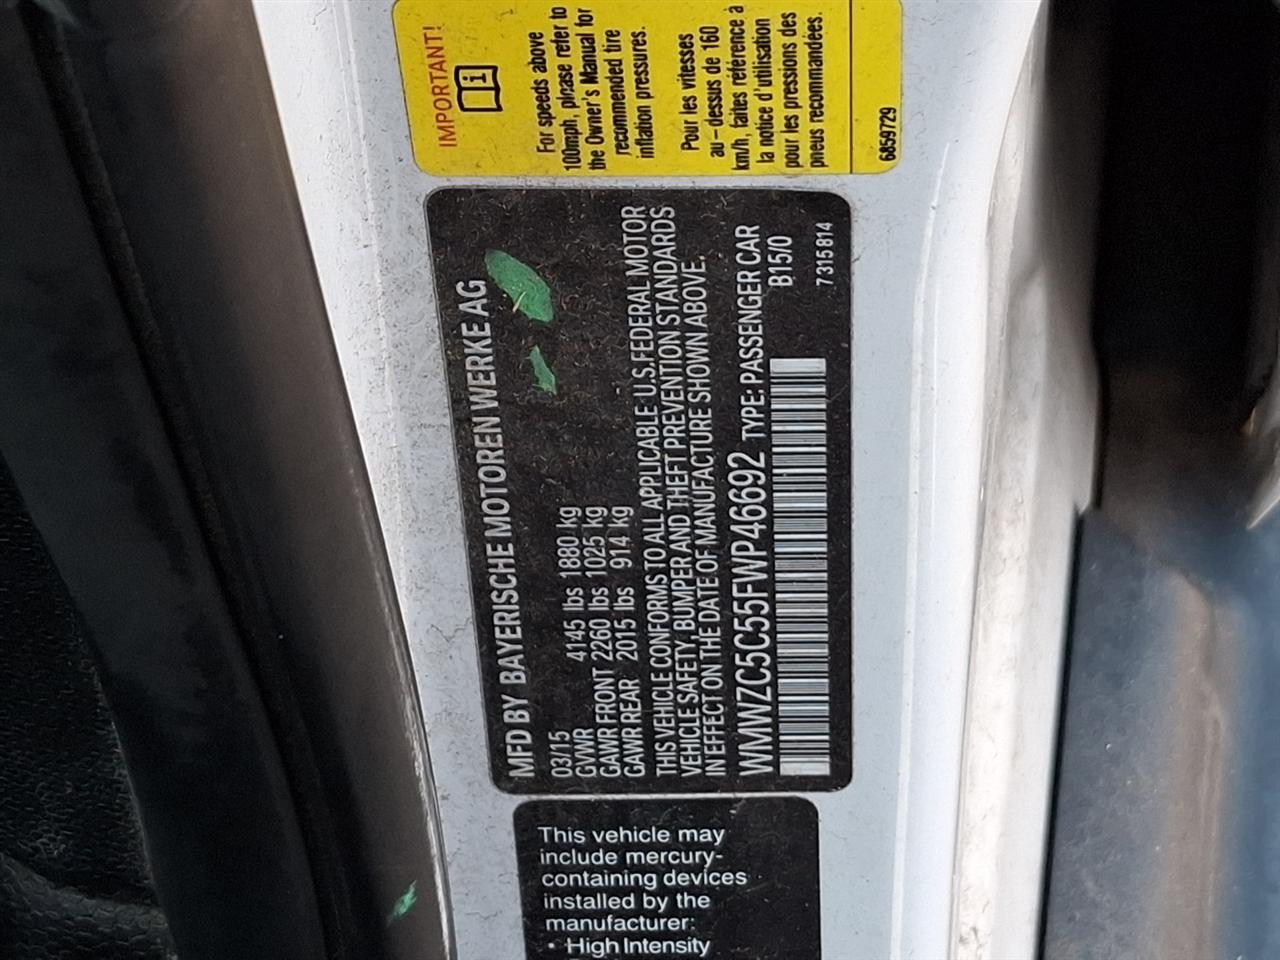 IMPORTANT!
For speeds above
100mph, please refer to
the Owner's Manual for
recommended tire
inflation pressures.
Pour les vitesses
au-dessus de 160
km/h, faites référence à
la notice d'utilisation
pour les pressions des
pneus recommandées.
6859729
MFD BY BAYERISCHE MOTOREN WERKE AG
03/15
GVWR 4145 lbs 1880 kg
GAWR FRONT 2260 lbs 1025 kg
GAWR REAR 2015 lbs 914 kg
THIS VEHICLE CONFORMS TO ALL APPLICABLE U.S.FEDERAL MOTOR
VEHICLE SAFETY, BUMPER AND THEFT PREVENTION STANDARDS
IN EFFECT ON THE DATE OF MANUFACTURE SHOWN ABOVE.
WMWZC5C55FWP46692 TYPE: PASSENGER CAR
B15/0
7315814
This vehicle may
include mercury-
containing devices
installed by the
manufacturer:
• High Intensity